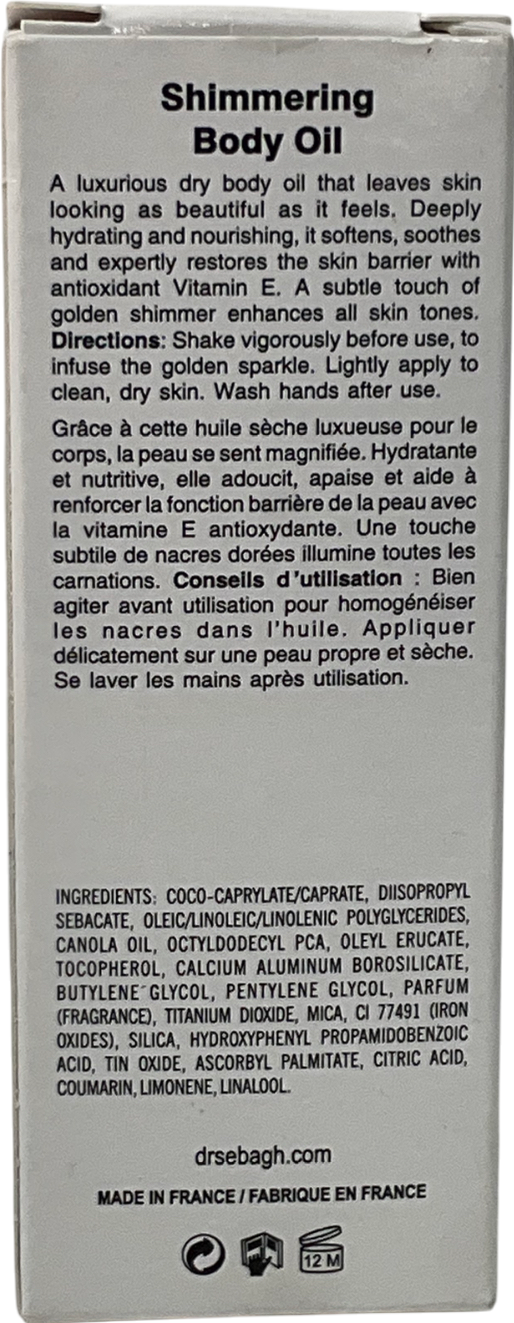 Shimmering
Body Oil
A luxurious dry body oil that leaves skin
looking as beautiful as it feels. Deeply
hydrating and nourishing, it softens, soothes
and expertly restores the skin barrier with
antioxidant Vitamin E. A subtle touch of
golden shimmer enhances all skin tones.
Directions: Shake vigorously before use, to
infuse the golden sparkle. Lightly apply to
clean, dry skin. Wash hands after use.
Grâce à cette huile sèche luxueuse pour le
corps, la peau se sent magnifiée. Hydratante
et nutritive, elle adoucit, apaise et aide à
renforcer la fonction barrière de la peau avec
la vitamine E antioxydante. Une touche
subtile de nacres dorées illumine toutes les
carnations. Conseils d'utilisation : Bien
agiter avant utilisation pour homogénéiser
les nacres dans l'huile. Appliquer
délicatement sur une peau propre et sèche.
Se laver les mains après utilisation.
INGREDIENTS: COCO-CAPRYLATE/CAPRATE, DIISOPROPYL
SEBACATE, OLEIC/LINOLEIC/LINOLENIC POLYGLYCERIDES,
CANOLA OIL, OCTYLDODECYL PCA, OLEYL ERUCATE,
TOCOPHEROL, CALCIUM ALUMINUM BOROSILICATE,
BUTYLENE GLYCOL, PENTYLENE GLYCOL, PARFUM
(FRAGRANCE), TITANIUM DIOXIDE, MICA, CI 77491 (IRON
OXIDES), SILICA, HYDROXYPHENYL PROPAMIDOBENZOIC
ACID, TIN OXIDE, ASCORBYL PALMITATE, CITRIC ACID,
COUMARIN, LIMONENE, LINALOOL.
drsebagh.com
MADE IN FRANCE / FABRIQUE EN FRANCE
12 M